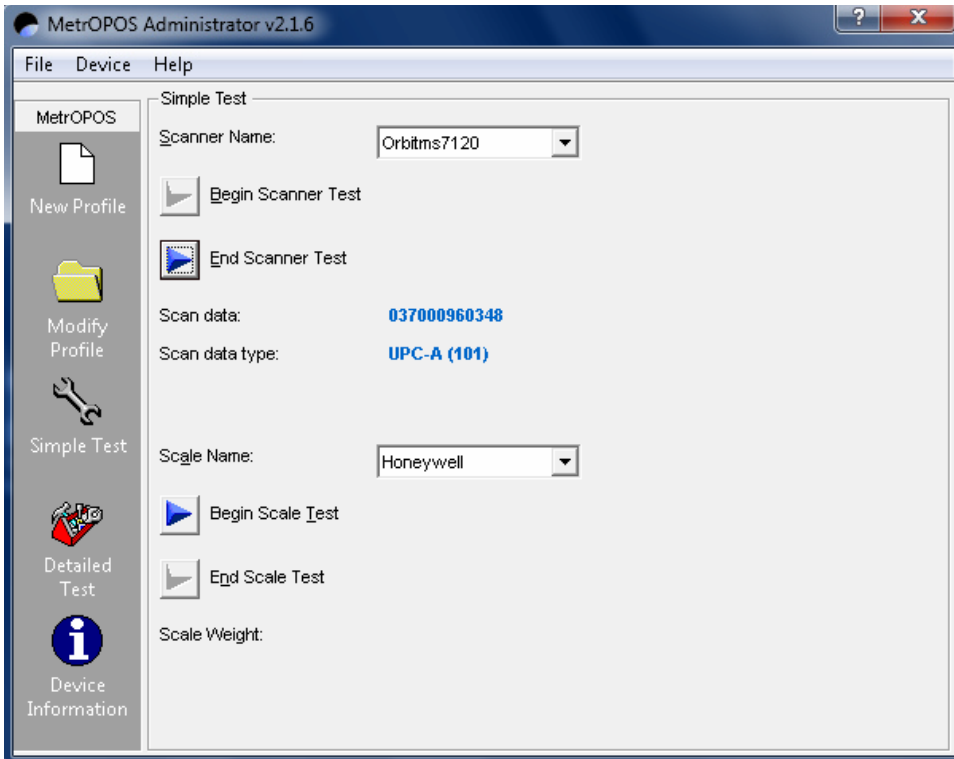 MetrOPOS Administrator v2.1.6
?
File Device Help
MetrOPOS
New Profile
Modify
Profile
Simple Test
Detailed
Test
Device
Information
Simple Test
Scanner Name: Orbitms7120
Begin Scanner Test
End Scanner Test
Scan data: 037000960348
Scan data type: UPC-A (101)
Scale Name: Honeywell
Begin Scale Test
End Scale Test
Scale Weight: